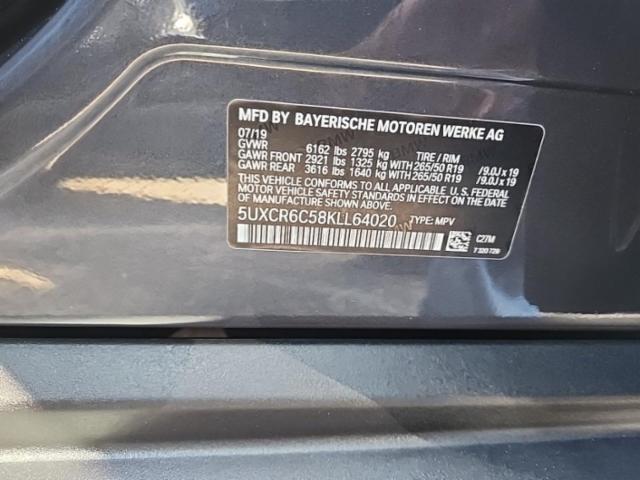 MFD BY BAYERISCHE MOTOREN WERKE AG
07/19
GVWR 6162 lbs 2795 kg TIRE / RIM
GAWR FRONT 2921 lbs 1325 kg WITH 265/50 R19 /9.0J x 19
GAWR REAR 3616 lbs 1640 kg WITH 265/50 R19 /9.0J x 19
THIS VEHICLE CONFORMS TO ALL APPLICABLE U.S. FEDERAL
MOTOR VEHICLE SAFETY STANDARDS IN EFFECT ON THE DATE
OF MANUFACTURE SHOWN ABOVE.
5UXCR6C58KLL64020 TYPE: MPV
C27M
7 320 729